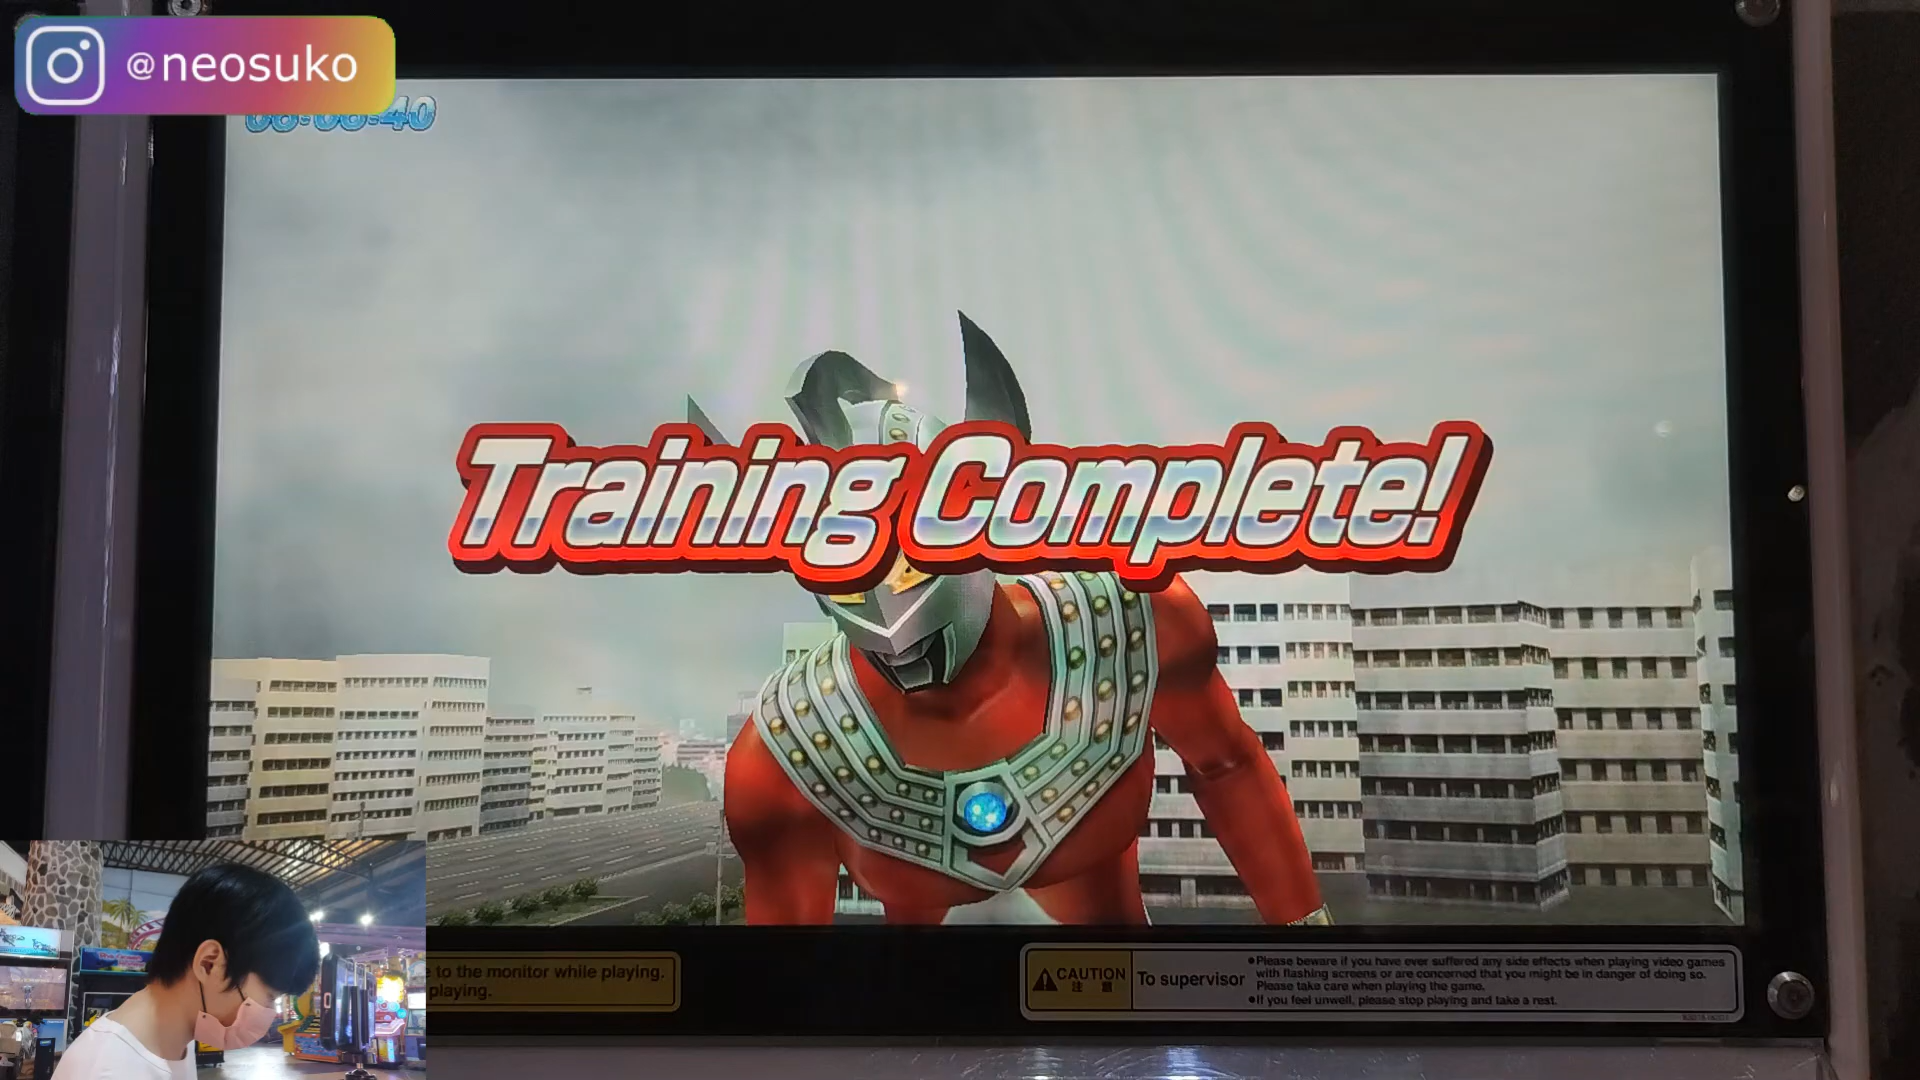 @neosuko
Training Complete!
e to the monitor while playing.
playing.
CAUTION
注 意
To supervisor
●Please beware if you have ever suffered any side effects when playing video games
with flashing screens or are concerned that you might be in danger of doing so.
Please take care when playing the game.
●If you feel unwell, please stop playing and take a rest.